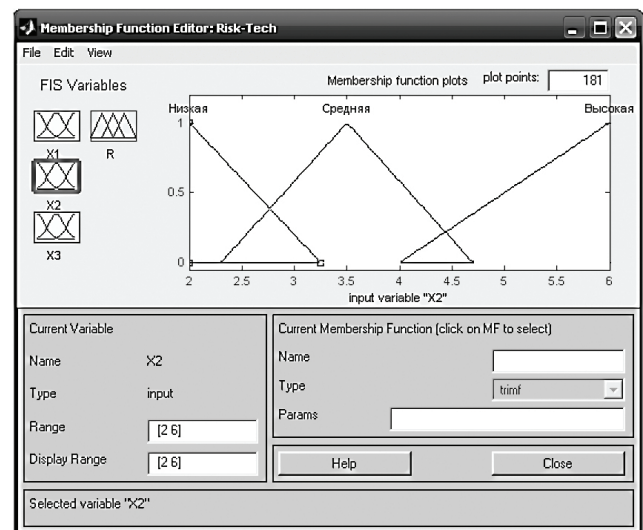 Membership Function Editor: Risk-Tech
File Edit View
FIS Variables
Membership function plots plot points: 181
X1
R
X2
X3
Низкая Средняя Высокая
1
0.5
0
2 2.5 3 3.5 4 4.5 5 5.5 6
input variable "X2"
Current Variable
Name X2
Type input
Range [2 6]
Display Range [2 6]
Current Membership Function (click on MF to select)
Name
Type trimf
Params
Help Close
Selected variable "X2"